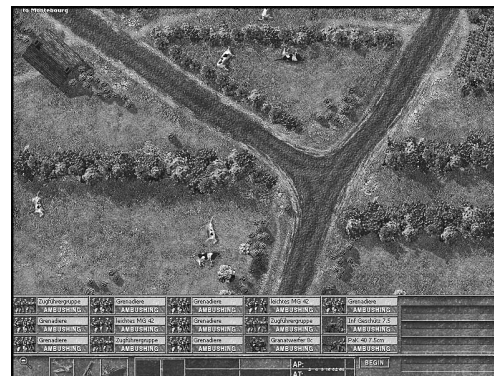 to Montebourg
Zugführergruppe Grenadiere Grenadiere leichtes MG 42 Grenadiere
AMBUSHING AMBUSHING AMBUSHING AMBUSHING AMBUSHING
Grenadiere leichtes MG 42 Grenadiere Zugführergruppe Inf Geschütz 7.5
AMBUSHING AMBUSHING AMBUSHING AMBUSHING AMBUSHING
Grenadiere Zugführergruppe Grenadiere Granatwerfer 8c PaK 40 7.5cm
AMBUSHING AMBUSHING AMBUSHING AMBUSHING AMBUSHING
AP: BEGIN
AT: